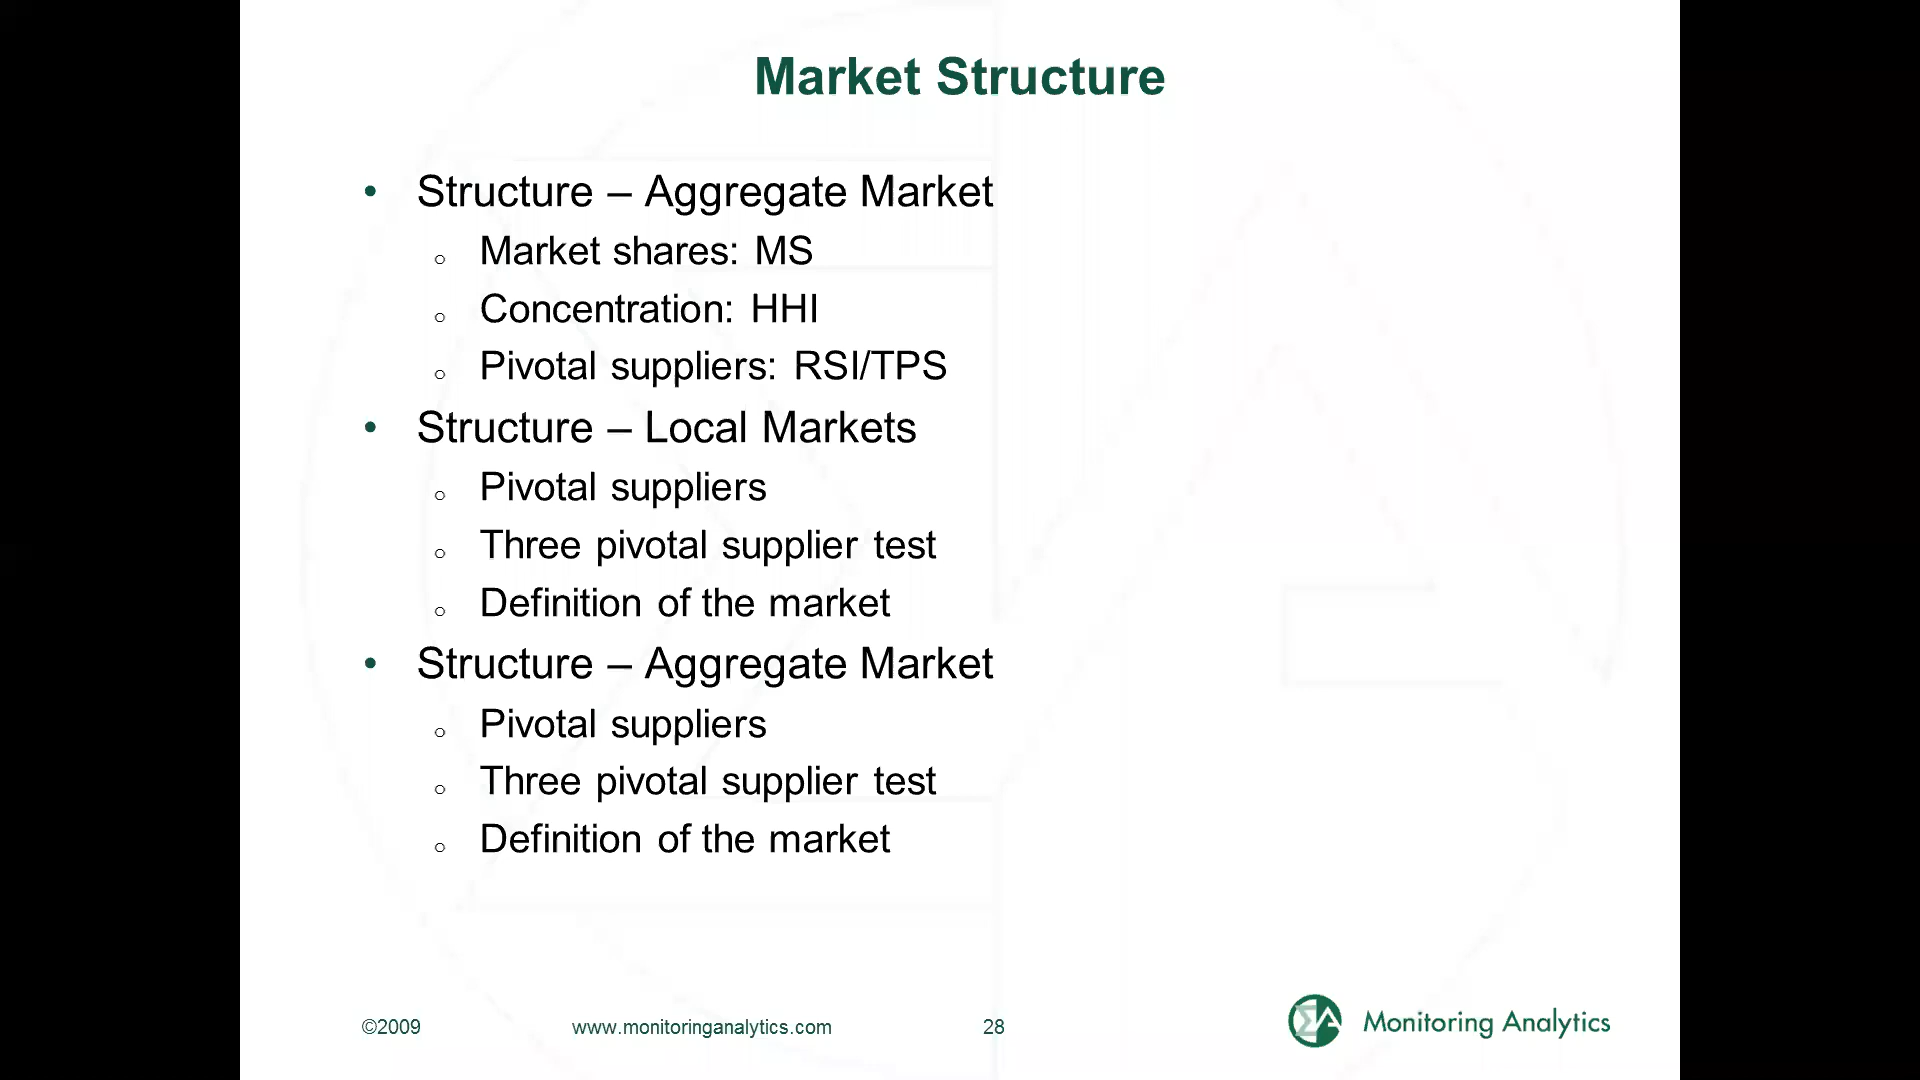 Market Structure
• Structure – Aggregate Market
o Market shares: MS
o Concentration: HHI
o Pivotal suppliers: RSI/TPS
• Structure – Local Markets
o Pivotal suppliers
o Three pivotal supplier test
o Definition of the market
• Structure – Aggregate Market
o Pivotal suppliers
o Three pivotal supplier test
o Definition of the market
©2009 www.monitoringanalytics.com 28 Monitoring Analytics